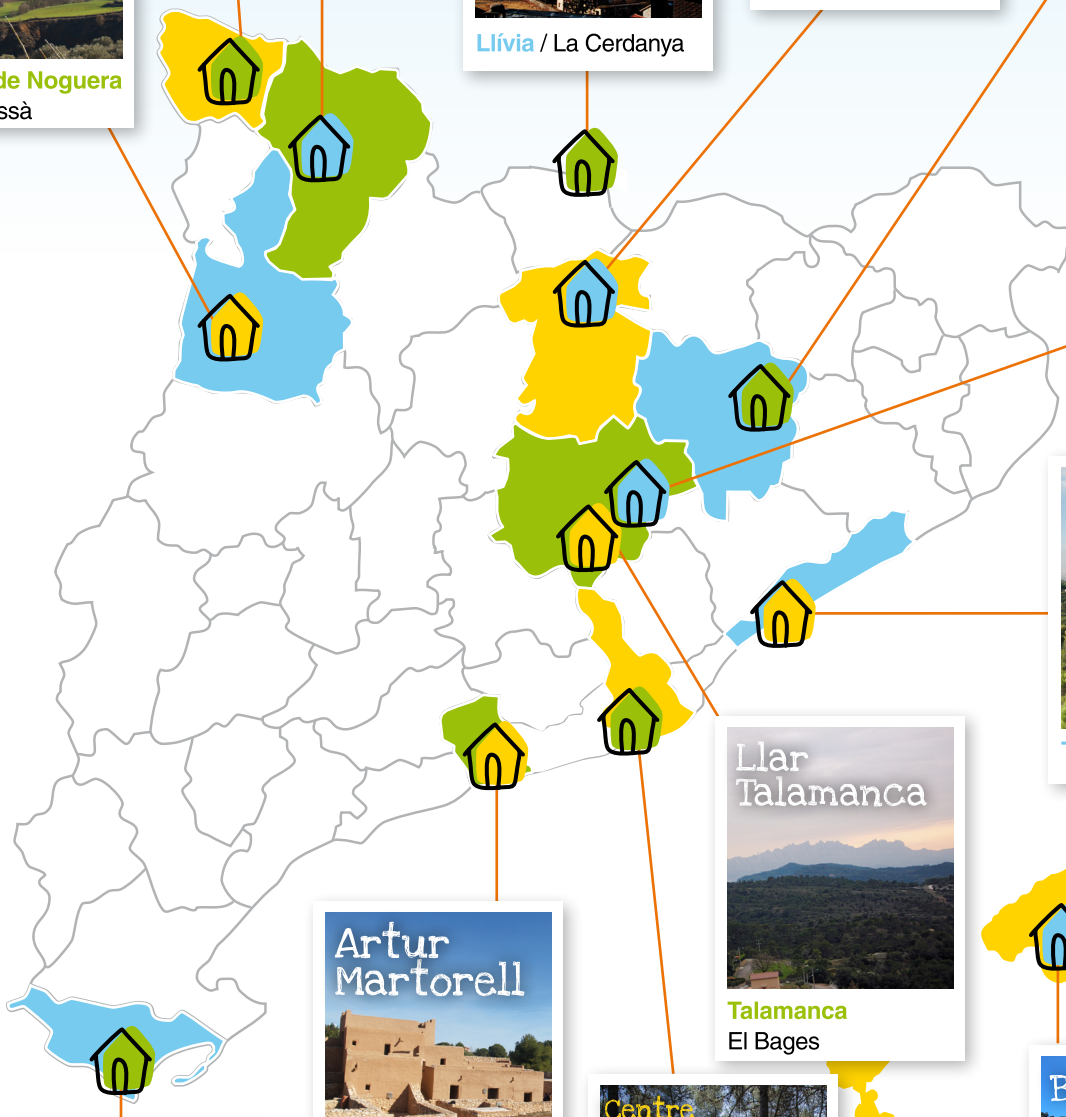 de Noguera
ssà
Llívia / La Cerdanya
Llar
Talamanca
Talamanca
El Bages
Artur
Martorell
Centre
B